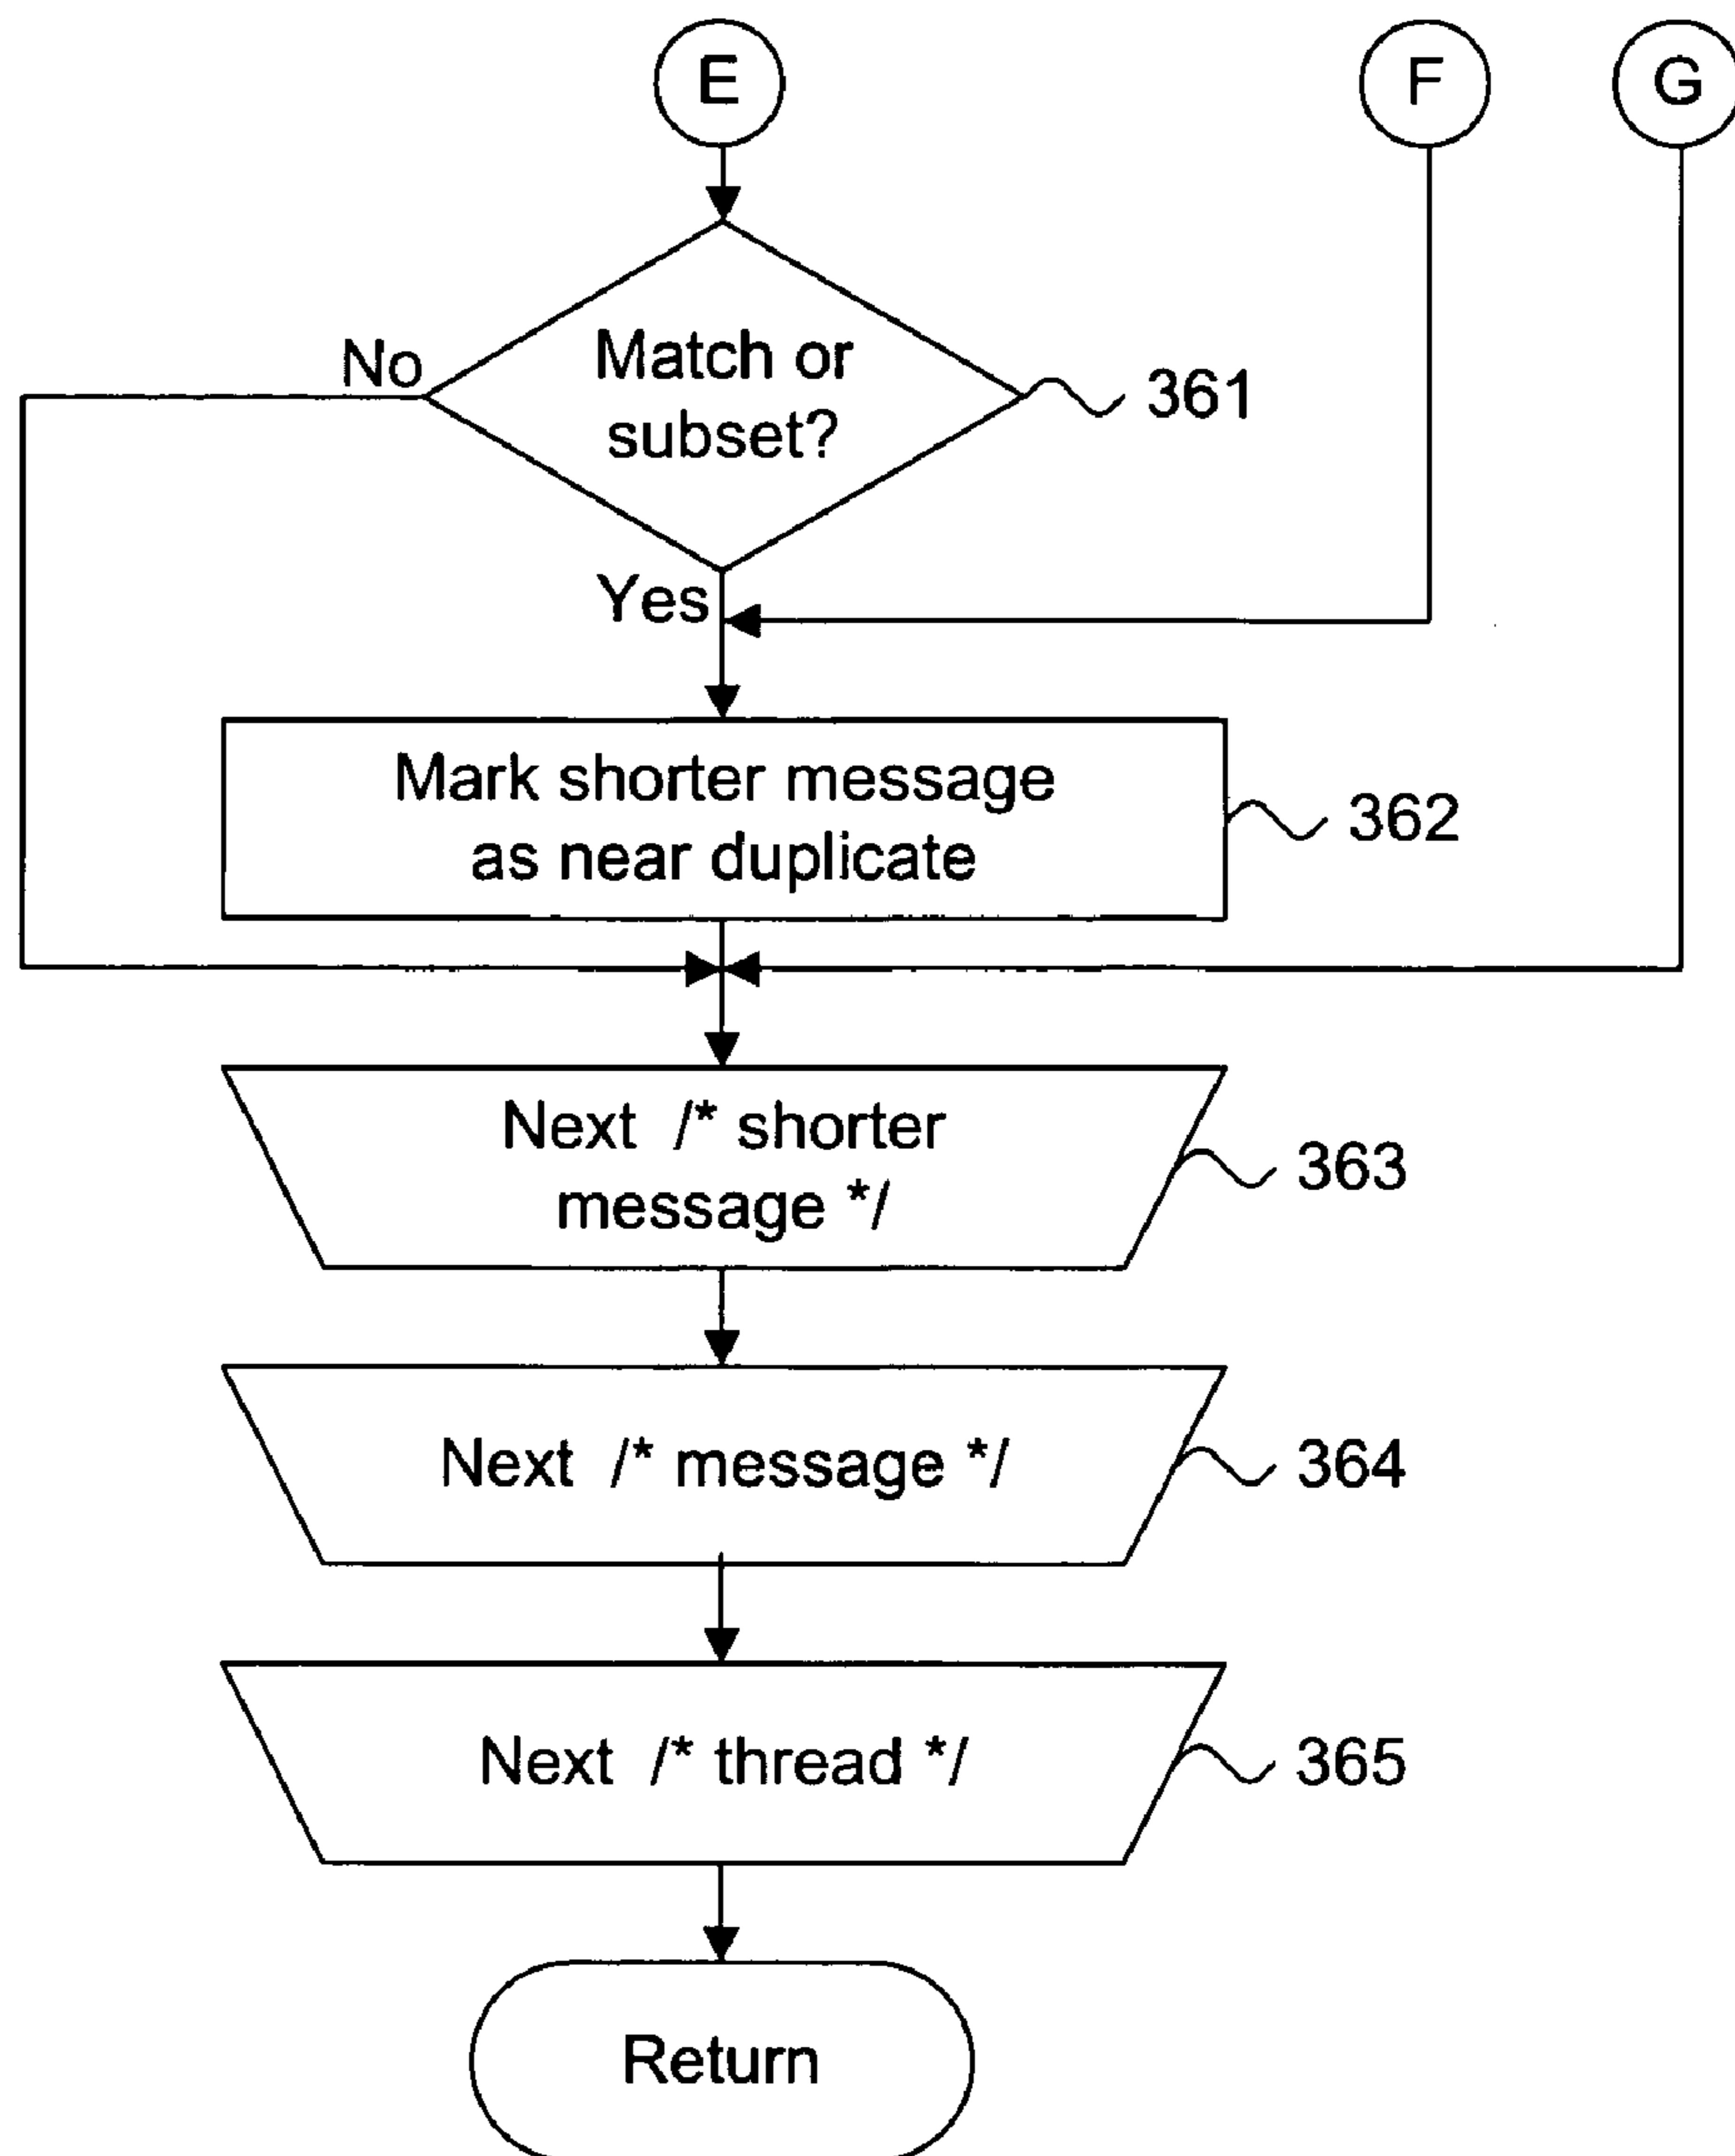 E
F
G
No
Match or
subset?
361
Yes
Mark shorter message
as near duplicate
362
Next /* shorter
message */
363
Next /* message */
364
Next /* thread */
365
Return